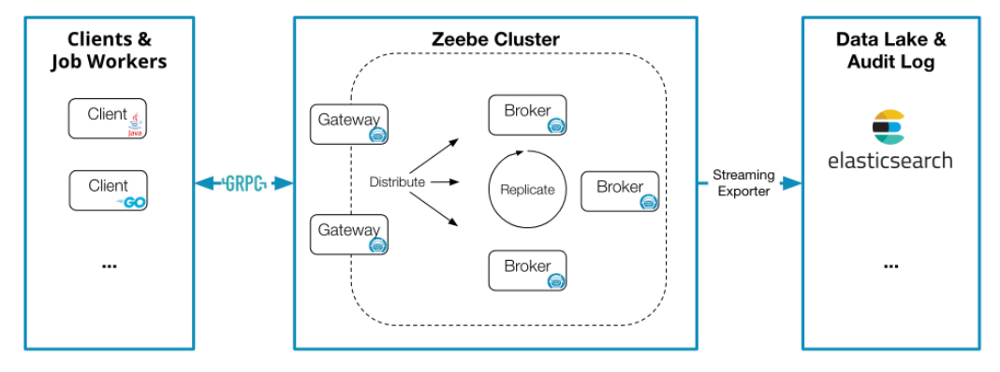 Clients &
Job Workers
Client
Java
Client
GO
...
GRPC
Zeebe Cluster
Gateway
Gateway
Distribute
Broker
Replicate
Broker
Broker
Streaming
Exporter
Data Lake &
Audit Log
elasticsearch
...